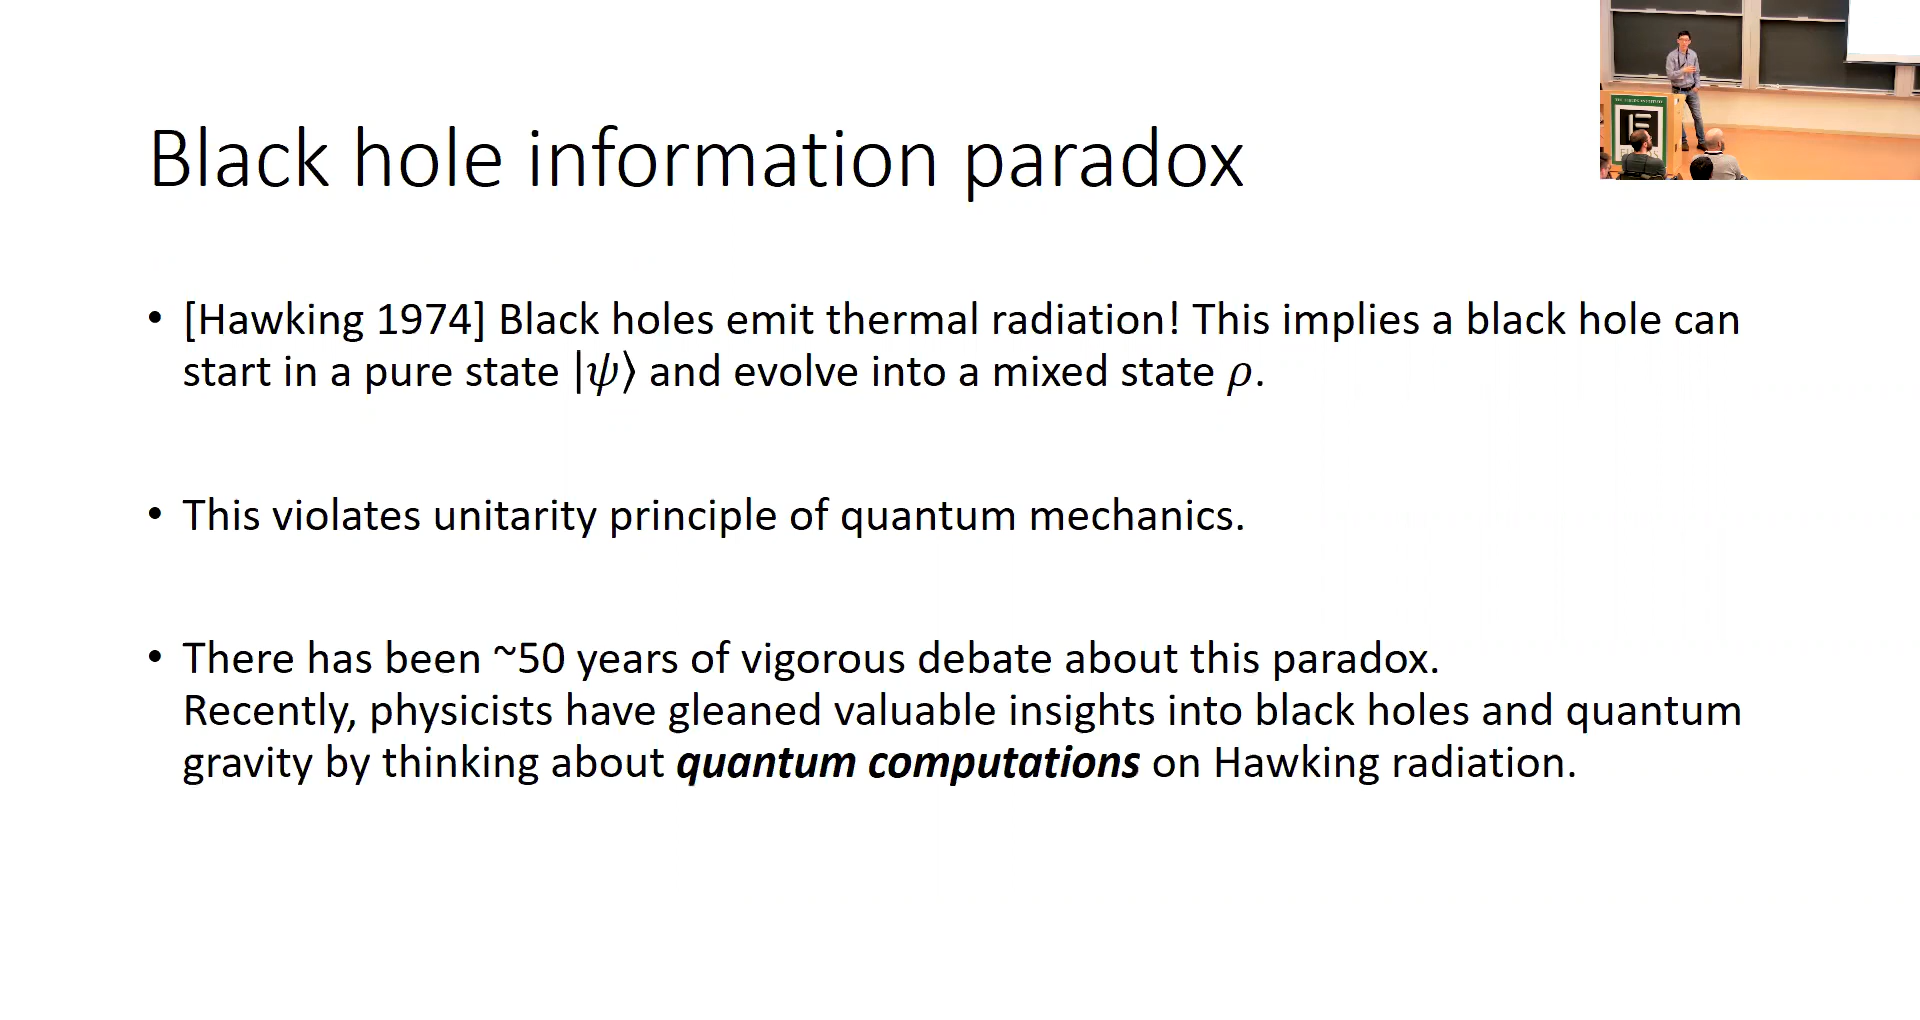 Black hole information paradox
• [Hawking 1974] Black holes emit thermal radiation! This implies a black hole can
start in a pure state |ψ⟩ and evolve into a mixed state ρ.
• This violates unitarity principle of quantum mechanics.
• There has been ~50 years of vigorous debate about this paradox.
Recently, physicists have gleaned valuable insights into black holes and quantum
gravity by thinking about quantum computations on Hawking radiation.